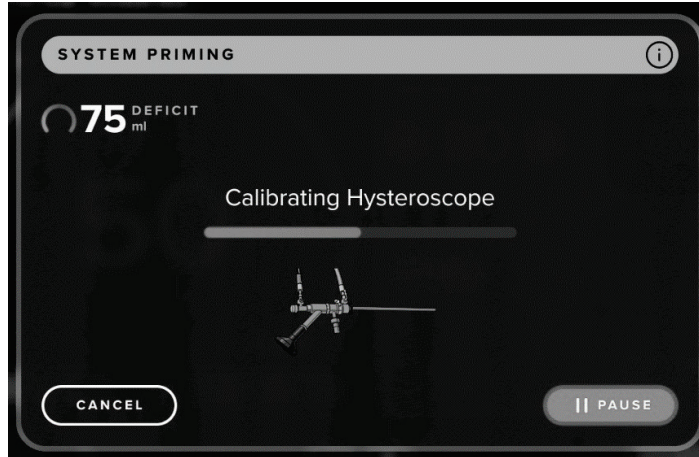 SYSTEM PRIMING
75 DEFICIT
ml
Calibrating Hysteroscope
CANCEL
PAUSE